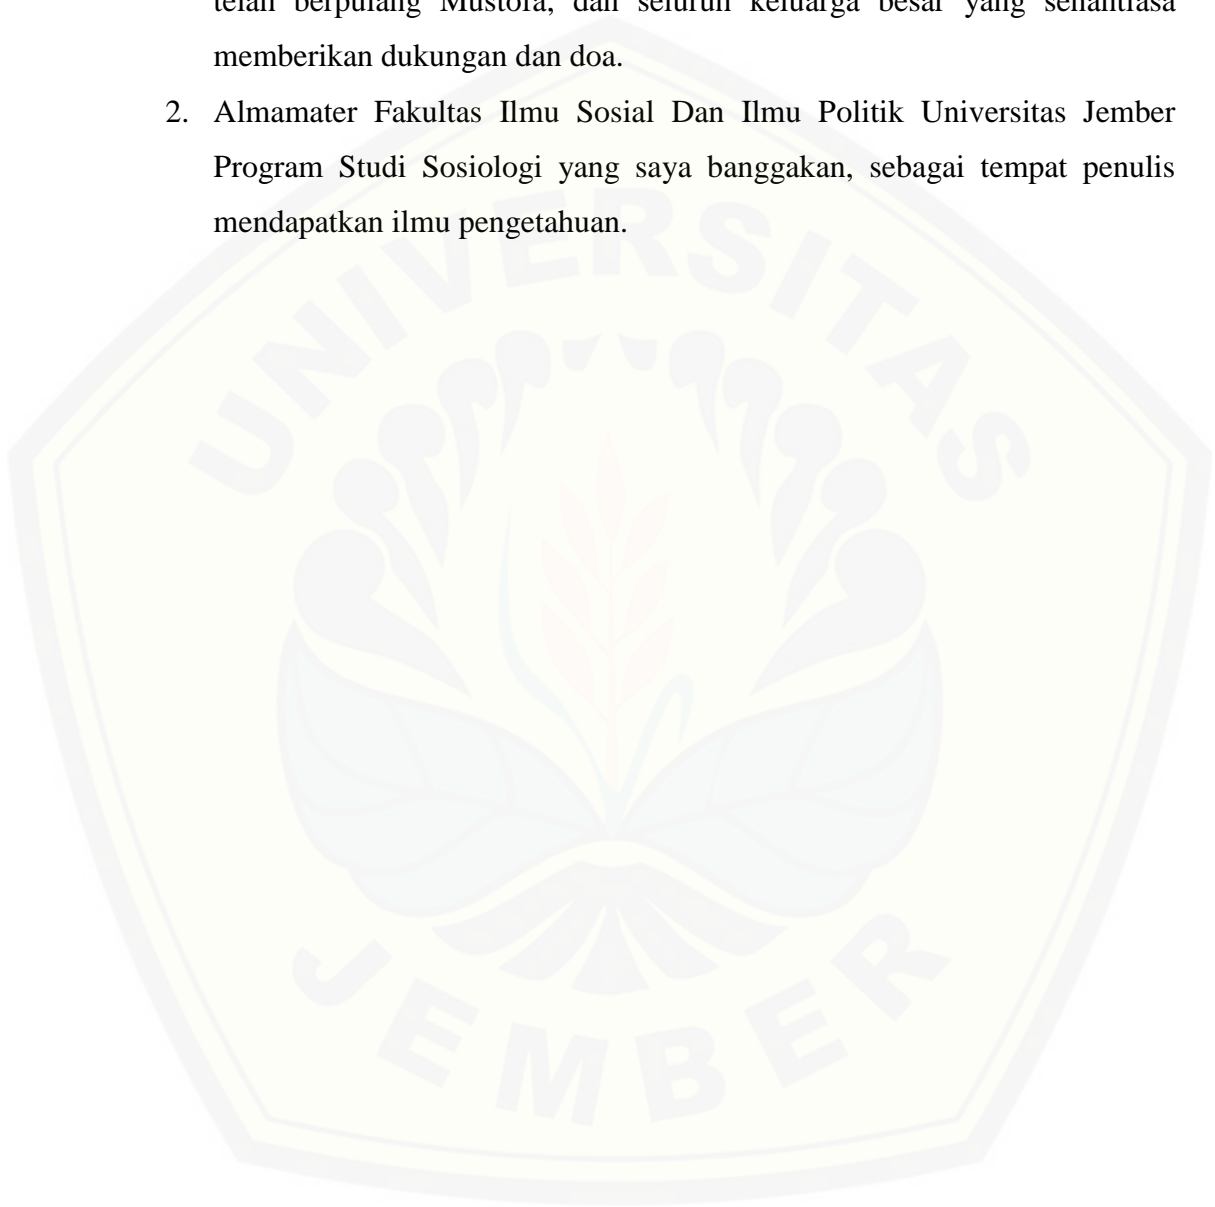 telah berpulang Mustofa, dan seluruh keluarga besar yang senantiasa
memberikan dukungan dan doa.
2. Almamater Fakultas Ilmu Sosial Dan Ilmu Politik Universitas Jember
Program Studi Sosiologi yang saya banggakan, sebagai tempat penulis
mendapatkan ilmu pengetahuan.
UNIVERSITAS
JEMBER